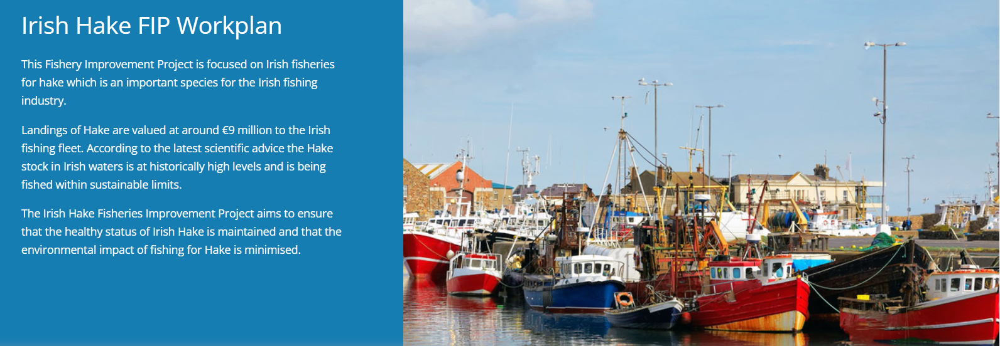 Irish Hake FIP Workplan
This Fishery Improvement Project is focused on Irish fisheries
for hake which is an important species for the Irish fishing
industry.
Landings of Hake are valued at around €9 million to the Irish
fishing fleet. According to the latest scientific advice the Hake
stock in Irish waters is at historically high levels and is being
fished within sustainable limits.
The Irish Hake Fisheries Improvement Project aims to ensure
that the healthy status of Irish Hake is maintained and that the
environmental impact of fishing for Hake is minimised.